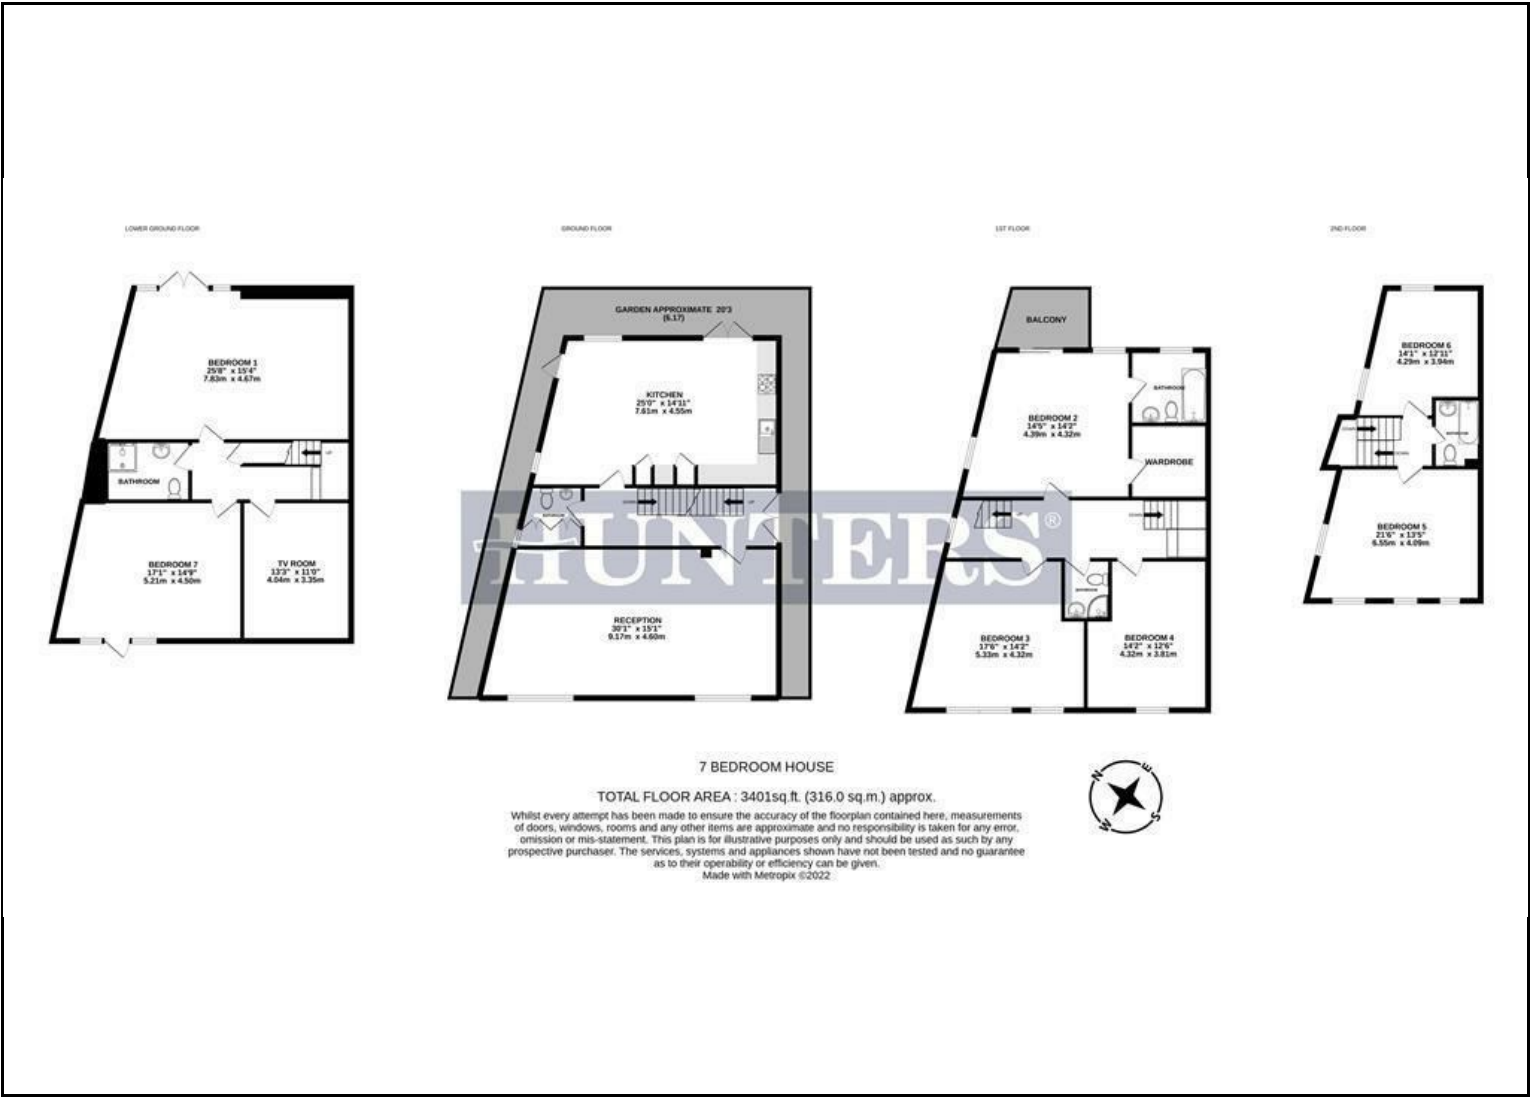 LOWER GROUND FLOOR
GROUND FLOOR
1ST FLOOR
2ND FLOOR
BEDROOM 1
25'8" x 15'4"
7.83m x 4.67m
BATHROOM
UP
BEDROOM 7
17'1" x 14'9"
5.21m x 4.50m
TV ROOM
13'3" x 11'0"
4.04m x 3.35m
GARDEN APPROXIMATE 20'3
(6.17)
KITCHEN
25'0" x 14'11"
7.61m x 4.55m
BATHROOM
DOWN
UP
HUNTERS®
RECEPTION
30'1" x 15'1"
9.17m x 4.60m
BALCONY
BEDROOM 2
14'5" x 14'2"
4.39m x 4.32m
BATHROOM
WARDROBE
DOWN
BATHROOM
BEDROOM 3
17'6" x 14'2"
5.33m x 4.32m
BEDROOM 4
14'2" x 12'6"
4.32m x 3.81m
BEDROOM 6
14'1" x 12'11"
4.29m x 3.94m
DOWN
DOWN
BATHROOM
BEDROOM 5
21'6" x 13'5"
6.55m x 4.09m
7 BEDROOM HOUSE
TOTAL FLOOR AREA : 3401sq.ft. (316.0 sq.m.) approx.
Whilst every attempt has been made to ensure the accuracy of the floorplan contained here, measurements
of doors, windows, rooms and any other items are approximate and no responsibility is taken for any error,
omission or mis-statement. This plan is for illustrative purposes only and should be used as such by any
prospective purchaser. The services, systems and appliances shown have not been tested and no guarantee
as to their operability or efficiency can be given.
Made with Metropix ©2022
N
E
S
W